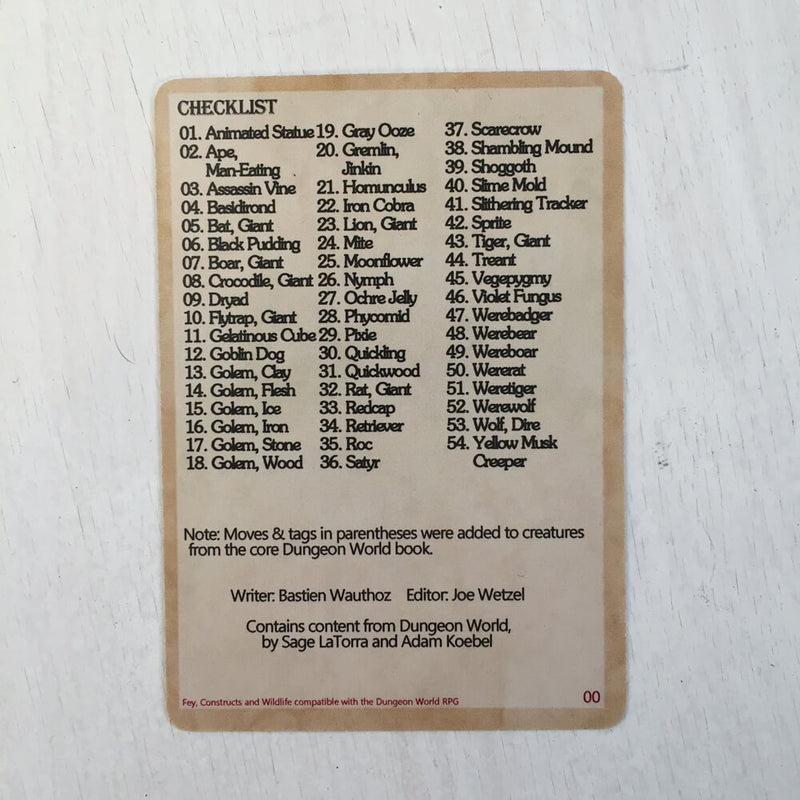 CHECKLIST
01. Animated Statue
02. Ape,
Man-Eating
03. Assassin Vine
04. Basidirond
05. Bat, Giant
06. Black Pudding
07. Boar, Giant
08. Crocodile, Giant
09. Dryad
10. Flytrap, Giant
11. Gelatinous Cube
12. Goblin Dog
13. Golem, Clay
14. Golem, Flesh
15. Golem, Ice
16. Golem, Iron
17. Golem, Stone
18. Golem, Wood
19. Gray Ooze
20. Gremlin,
Jinkin
21. Homunculus
22. Iron Cobra
23. Lion, Giant
24. Mite
25. Moonflower
26. Nymph
27. Ochre Jelly
28. Phycomid
29. Pixie
30. Quickling
31. Quickwood
32. Rat, Giant
33. Redcap
34. Retriever
35. Roc
36. Satyr
37. Scarecrow
38. Shambling Mound
39. Shoggoth
40. Slime Mold
41. Slithering Tracker
42. Sprite
43. Tiger, Giant
44. Treant
45. Vegepygmy
46. Violet Fungus
47. Werebadger
48. Werebear
49. Wereboar
50. Wererat
51. Weretiger
52. Werewolf
53. Wolf, Dire
54. Yellow Musk
Creeper
Note: Moves & tags in parentheses were added to creatures
from the core Dungeon World book.
Writer: Bastien Wauthoz Editor: Joe Wetzel
Contains content from Dungeon World,
by Sage LaTorra and Adam Koebel
Fey, Constructs and Wildlife compatible with the Dungeon World RPG
00